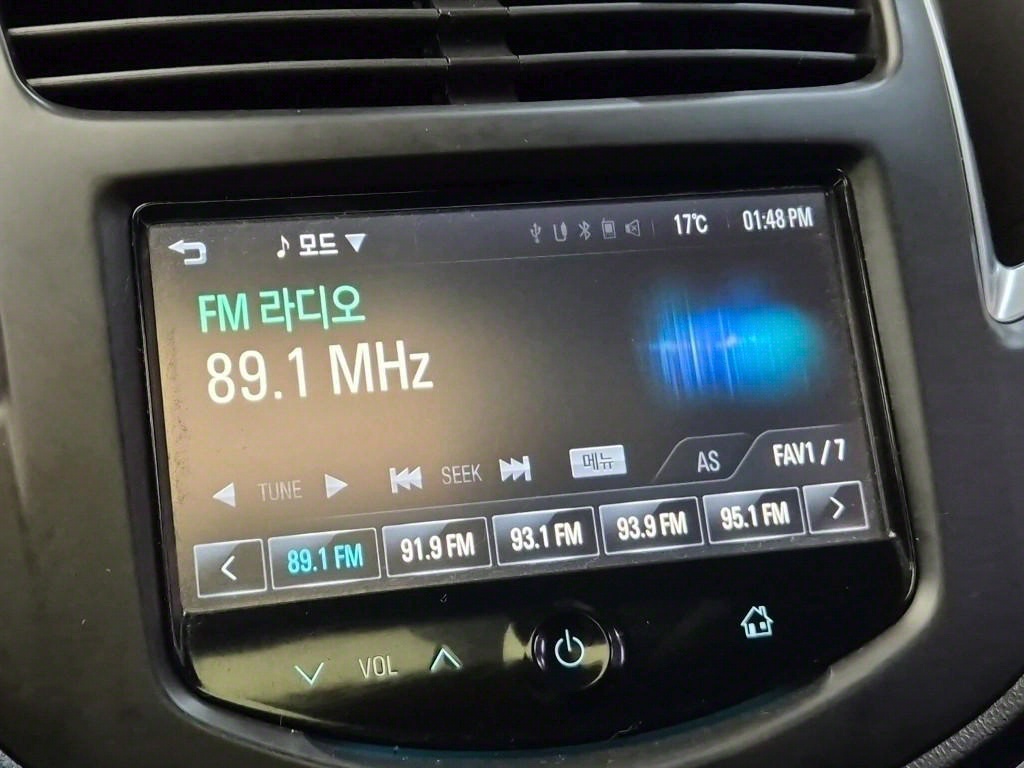 ♪ 모드 ▼ 17℃ 01:48 PM
FM 라디오
89.1 MHz
TUNE SEEK 메뉴 AS FAV1 / 7
< 89.1 FM 91.9 FM 93.1 FM 93.9 FM 95.1 FM >
VOL